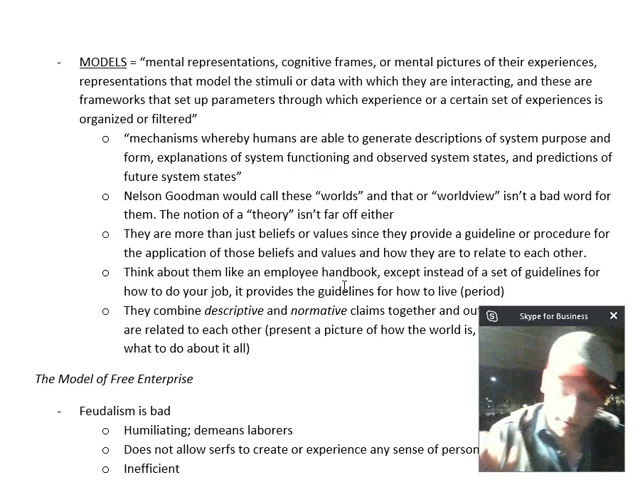 - MODELS = “mental representations, cognitive frames, or mental pictures of their experiences,
representations that model the stimuli or data with which they are interacting, and these are
frameworks that set up parameters through which experience or a certain set of experiences is
organized or filtered”
o “mechanisms whereby humans are able to generate descriptions of system purpose and
form, explanations of system functioning and observed system states, and predictions of
future system states”
o Nelson Goodman would call these “worlds” and that or “worldview” isn’t a bad word for
them. The notion of a “theory” isn’t far off either
o They are more than just beliefs or values since they provide a guideline or procedure for
the application of those beliefs and values and how they are to relate to each other.
o Think about them like an employee handbook, except instead of a set of guidelines for
how to do your job, it provides the guidelines for how to live (period)
o They combine descriptive and normative claims together and
are related to each other (present a picture of how the world is,
what to do about it all)
Skype for Business
The Model of Free Enterprise
- Feudalism is bad
o Humiliating; demeans laborers
o Does not allow serfs to create or experience any sense of
o Inefficient